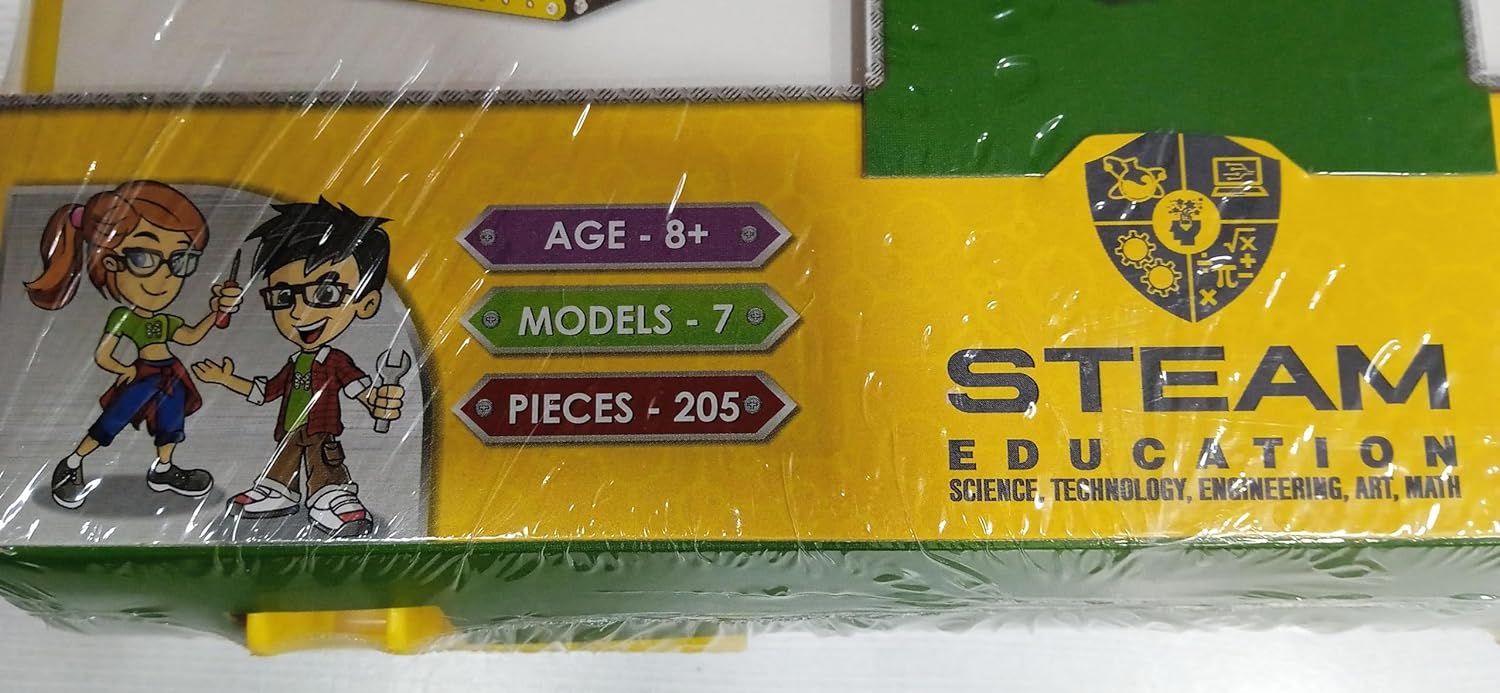 AGE - 8+
MODELS - 7
PIECES - 205
√x
÷ π + −
x
STEAM
EDUCATION
SCIENCE, TECHNOLOGY, ENGINEERING, ART, MATH